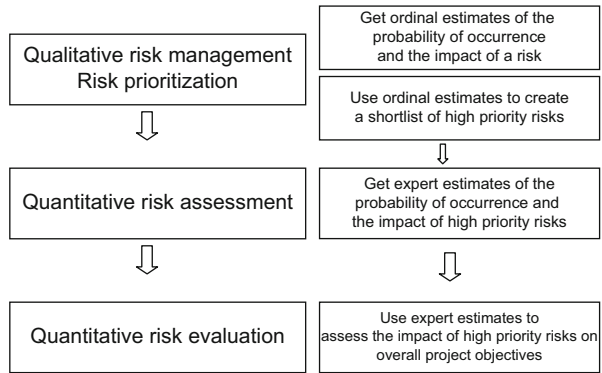 Qualitative risk management
Risk prioritization
Get ordinal estimates of the
probability of occurrence
and the impact of a risk
Use ordinal estimates to create
a shortlist of high priority risks
Quantitative risk assessment
Get expert estimates of the
probability of occurrence and
the impact of high priority risks
Quantitative risk evaluation
Use expert estimates to
assess the impact of high priority risks on
overall project objectives